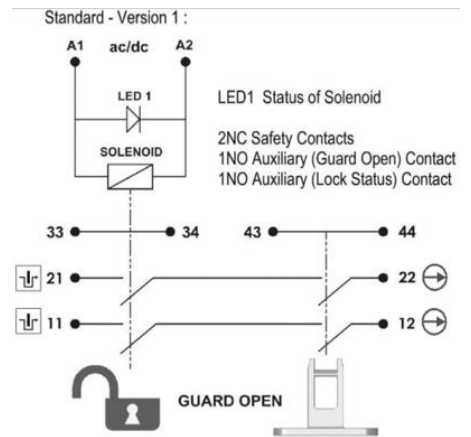 Standard - Version 1 :
A1 ac/dc A2
LED 1
LED1 Status of Solenoid
SOLENOID
2NC Safety Contacts
1NO Auxiliary (Guard Open) Contact
1NO Auxiliary (Lock Status) Contact
33 34 43 44
21 22
11 12
GUARD OPEN